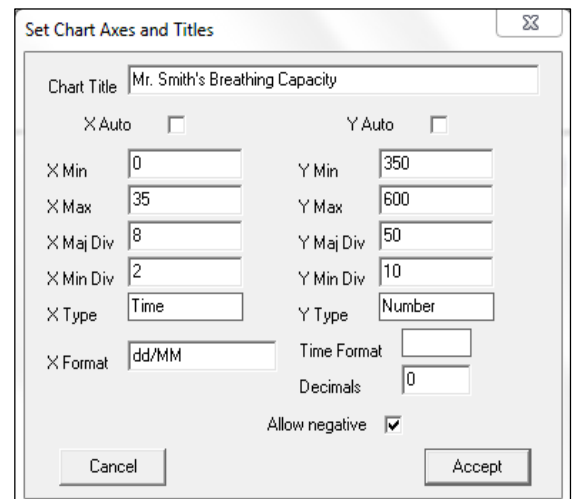 Set Chart Axes and Titles
Chart Title Mr. Smith's Breathing Capacity
X Auto Y Auto
X Min 0 Y Min 350
X Max 35 Y Max 600
X Maj Div 8 Y Maj Div 50
X Min Div 2 Y Min Div 10
X Type Time Y Type Number
X Format dd/MM Time Format
Decimals 0
Allow negative
Cancel Accept